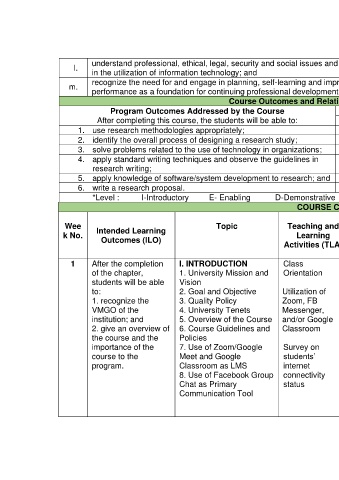 l. understand professional, ethical, legal, security and social issues and
in the utilization of information technology; and
m. recognize the need for and engage in planning, self-learning and
performance as a foundation for continuing professional development
Course Outcomes and
Program Outcomes Addressed by the Course
After completing this course, the students will be able to:
1. use research methodologies appropriately;
2. identify the overall process of designing a research study;
3. solve problems related to the use of technology in organizations;
4. apply standard writing techniques and observe the guidelines in
research writing;
5. apply knowledge of software/system development to research; and
6. write a research proposal.
*Level : I-Introductory E- Enabling D-Demonstrative
COURSE
Wee
k No.
Intended Learning
Outcomes (ILO)
Topic
Teaching and
Learning
Activities (TLA
1
After the completion
of the chapter,
students will be able
to:
1. recognize the
VMGO of the
institution; and
2. give an overview of
the course and the
importance of the
course to the
program.
I. INTRODUCTION
1. University Mission and
Vision
2. Goal and Objective
3. Quality Policy
4. University Tenets
5. Overview of the Course
6. Course Guidelines and
Policies
7. Use of Zoom/Google
Meet and Google
Classroom as LMS
8. Use of Facebook Group
Chat as Primary
Communication Tool
Class
Orientation
Utilization of
Zoom, FB
Messenger,
and/or Google
Classroom
Survey on
students'
internet
connectivity
status